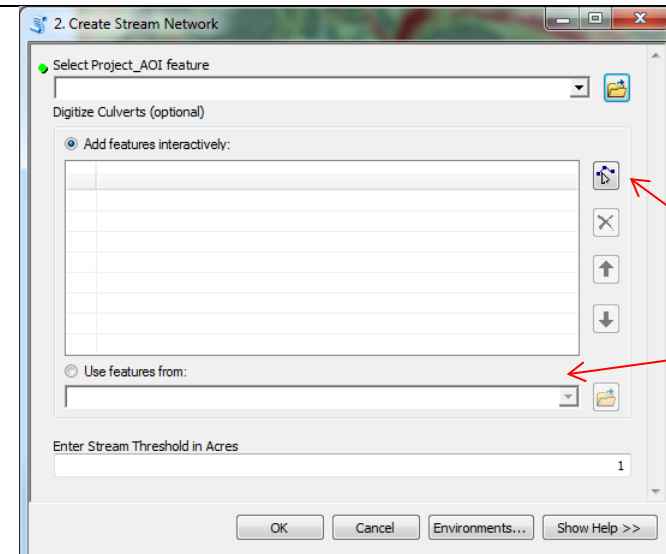 2. Create Stream Network
Select Project_AOI feature
Digitize Culverts (optional)
Add features interactively:
Use features from:
Enter Stream Threshold in Acres
1
OK Cancel Environments... Show Help >>